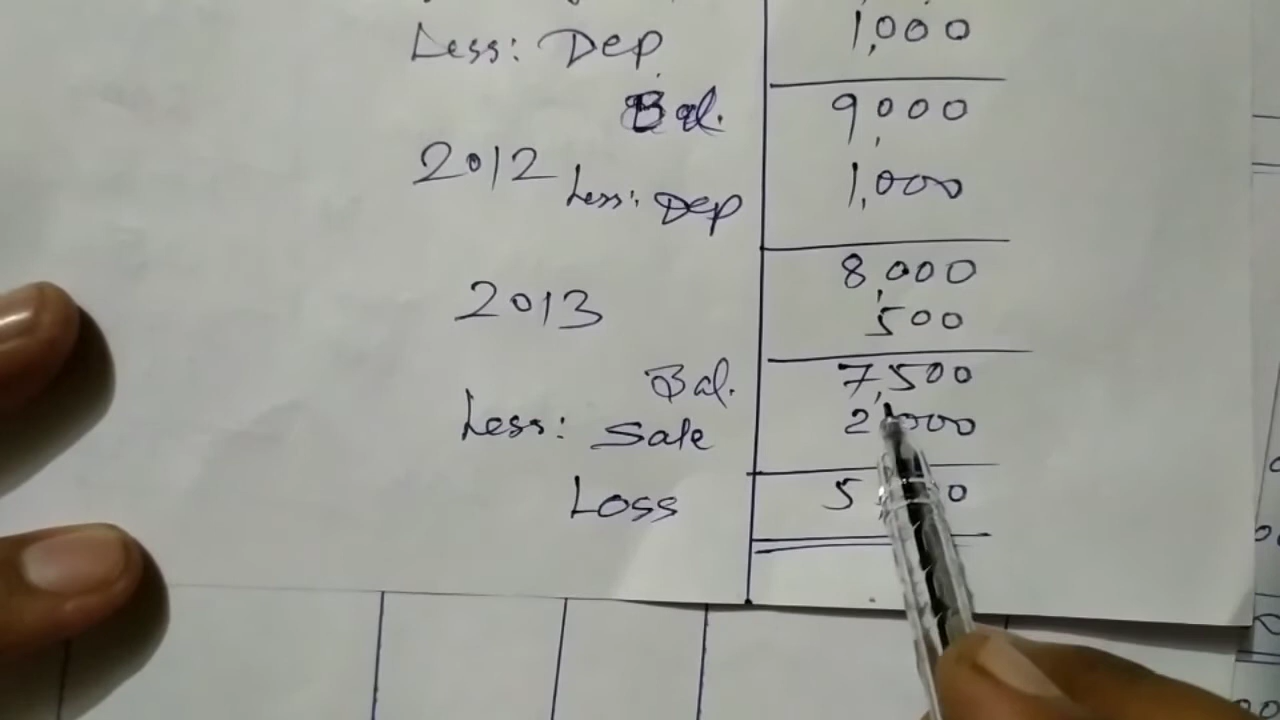 Less: Dep 1,000
Bal. 9,000
2012 Less: Dep 1,000
8,000
2013 500
Bal. 7,500
Less: Sale 2,000
Loss